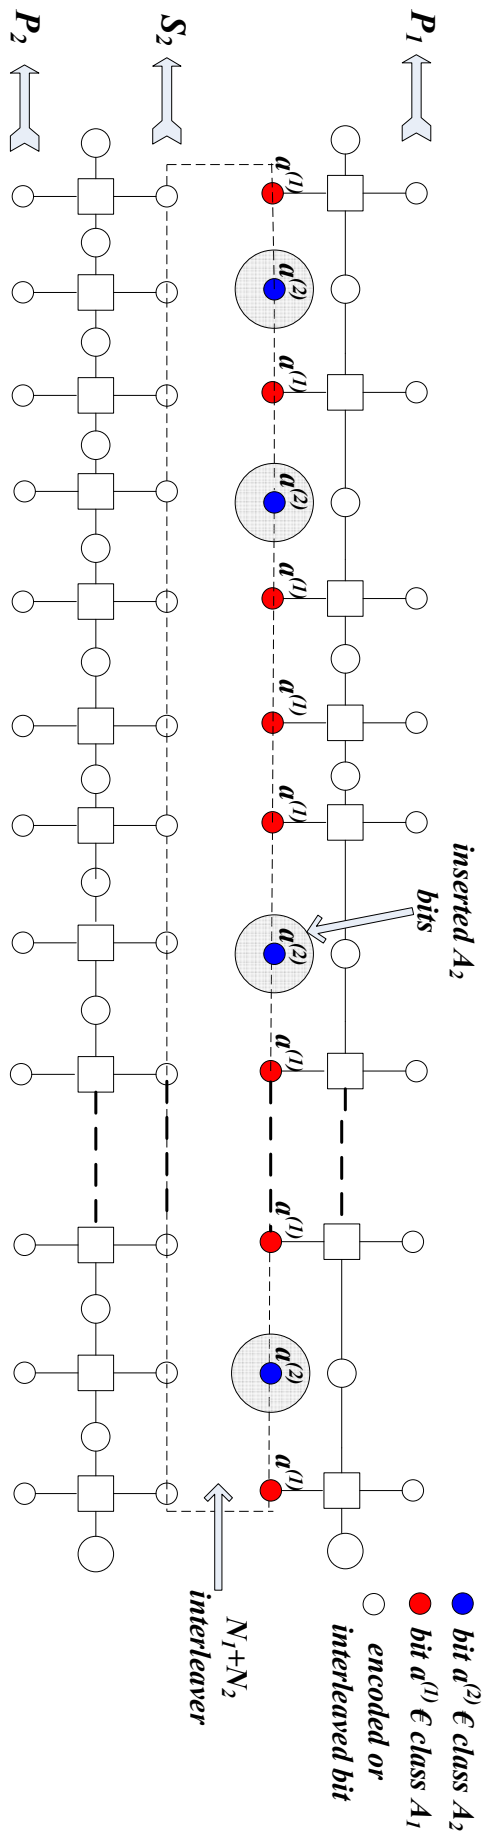 bit a⁽²⁾ € class A₂
bit a⁽¹⁾ € class A₁
encoded or
interleaved bit
P₁
inserted A₂
bits
a⁽¹⁾ a⁽²⁾ a⁽¹⁾ a⁽²⁾ a⁽¹⁾ a⁽¹⁾ a⁽¹⁾ a⁽²⁾ a⁽¹⁾ a⁽¹⁾ a⁽²⁾ a⁽¹⁾
N₁+N₂
interleaver
S₂
P₂